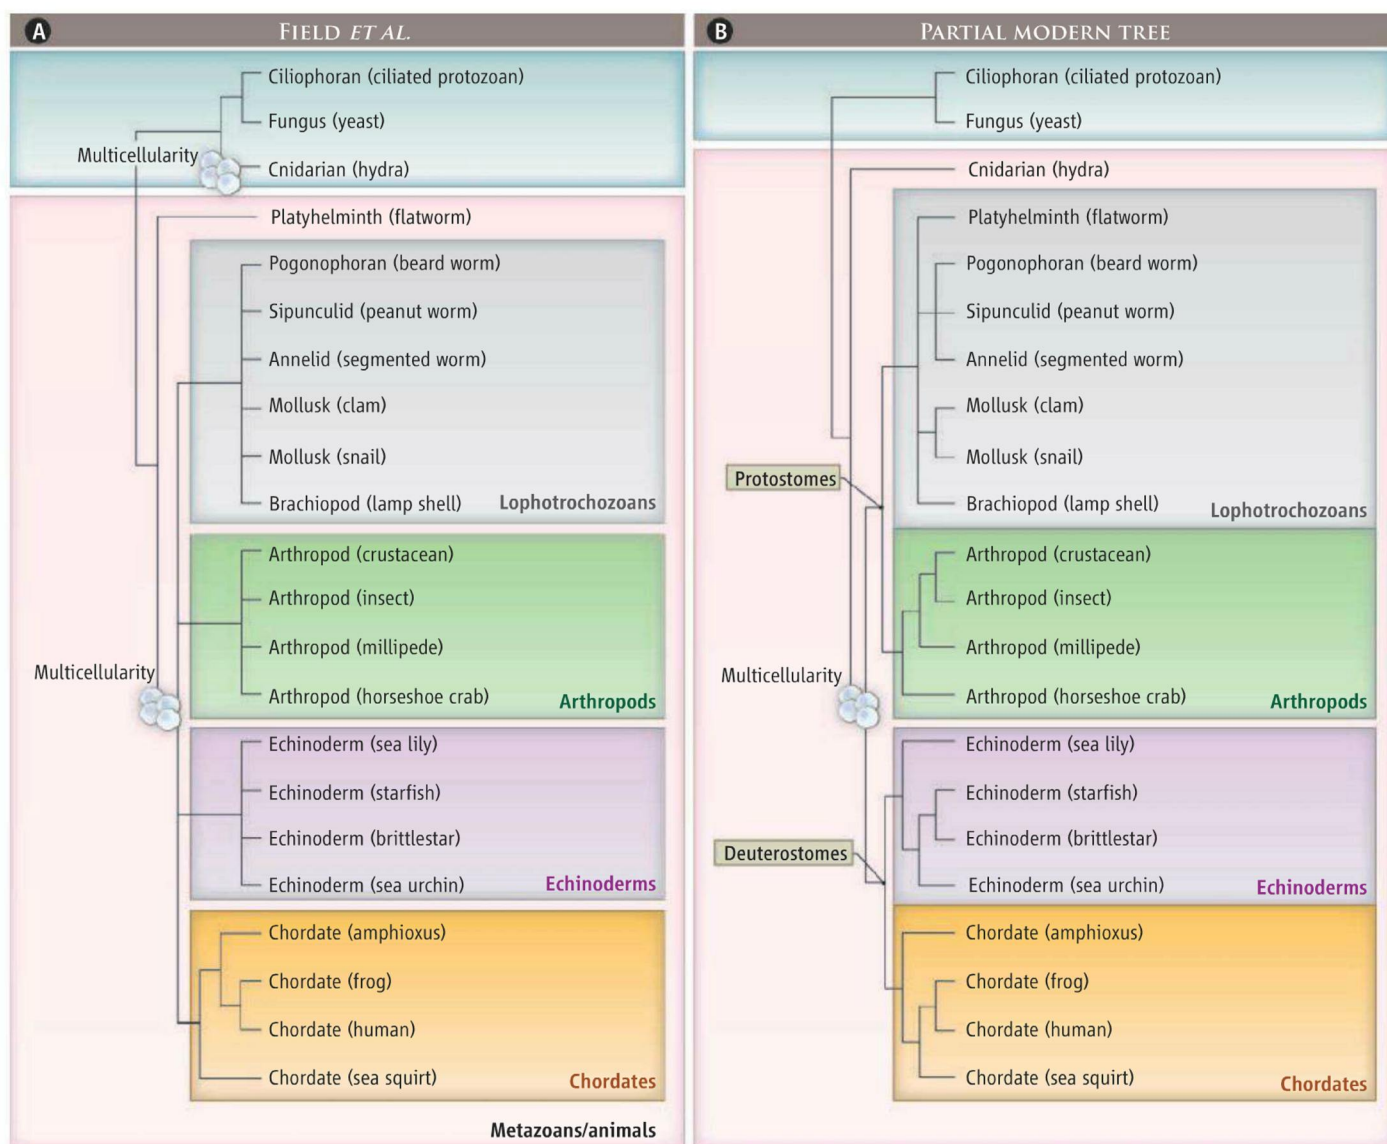 A FIELD ET AL.
Ciliophoran (ciliated protozoan)
Fungus (yeast)
Multicellularity
Cnidarian (hydra)
Platyhelminth (flatworm)
Pogonophoran (beard worm)
Sipunculid (peanut worm)
Annelid (segmented worm)
Mollusk (clam)
Mollusk (snail)
Brachiopod (lamp shell) Lophotrochozoans
Arthropod (crustacean)
Arthropod (insect)
Arthropod (millipede)
Multicellularity
Arthropod (horseshoe crab) Arthropods
Echinoderm (sea lily)
Echinoderm (starfish)
Echinoderm (brittlestar)
Echinoderm (sea urchin) Echinoderms
Chordate (amphioxus)
Chordate (frog)
Chordate (human)
Chordate (sea squirt) Chordates
Metazoans/animals
B PARTIAL MODERN TREE
Ciliophoran (ciliated protozoan)
Fungus (yeast)
Cnidarian (hydra)
Platyhelminth (flatworm)
Pogonophoran (beard worm)
Sipunculid (peanut worm)
Annelid (segmented worm)
Mollusk (clam)
Mollusk (snail)
Protostomes
Brachiopod (lamp shell) Lophotrochozoans
Arthropod (crustacean)
Arthropod (insect)
Arthropod (millipede)
Multicellularity
Arthropod (horseshoe crab) Arthropods
Echinoderm (sea lily)
Echinoderm (starfish)
Echinoderm (brittlestar)
Deuterostomes
Echinoderm (sea urchin) Echinoderms
Chordate (amphioxus)
Chordate (frog)
Chordate (human)
Chordate (sea squirt) Chordates